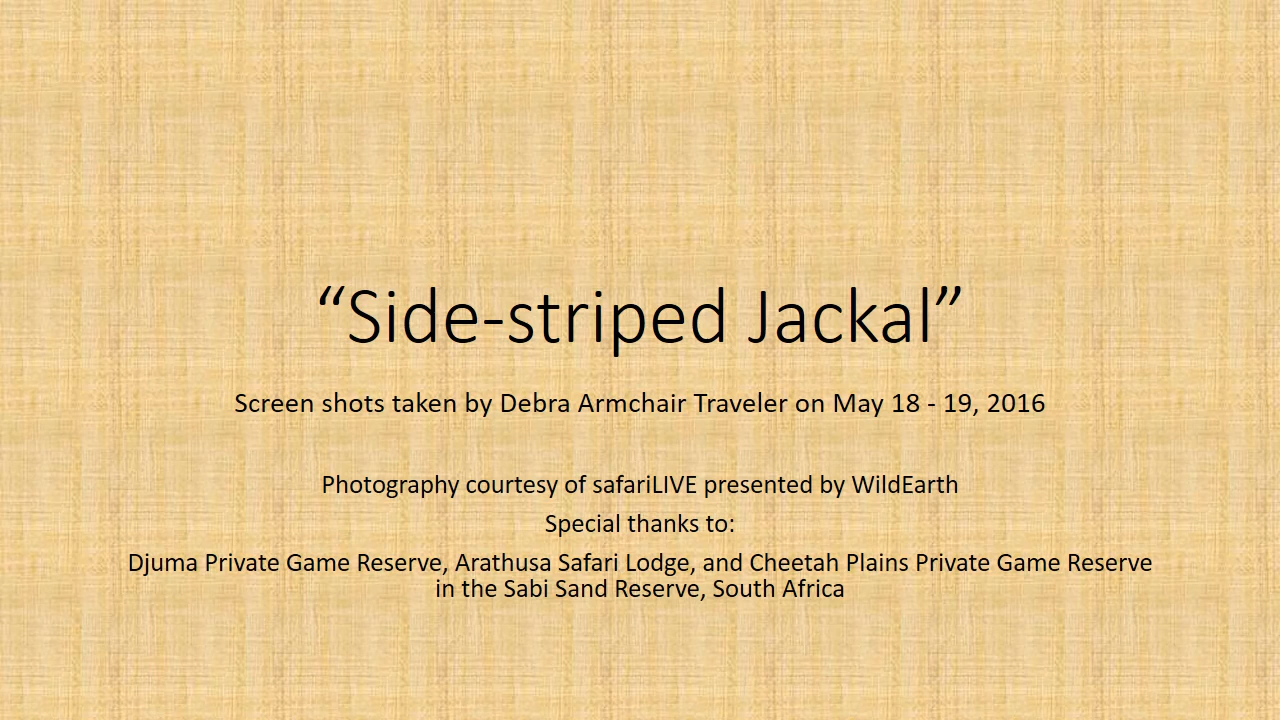 “Side-striped Jackal”
Screen shots taken by Debra Armchair Traveler on May 18 - 19, 2016
Photography courtesy of safariLIVE presented by WildEarth
Special thanks to:
Djuma Private Game Reserve, Arathusa Safari Lodge, and Cheetah Plains Private Game Reserve
in the Sabi Sand Reserve, South Africa